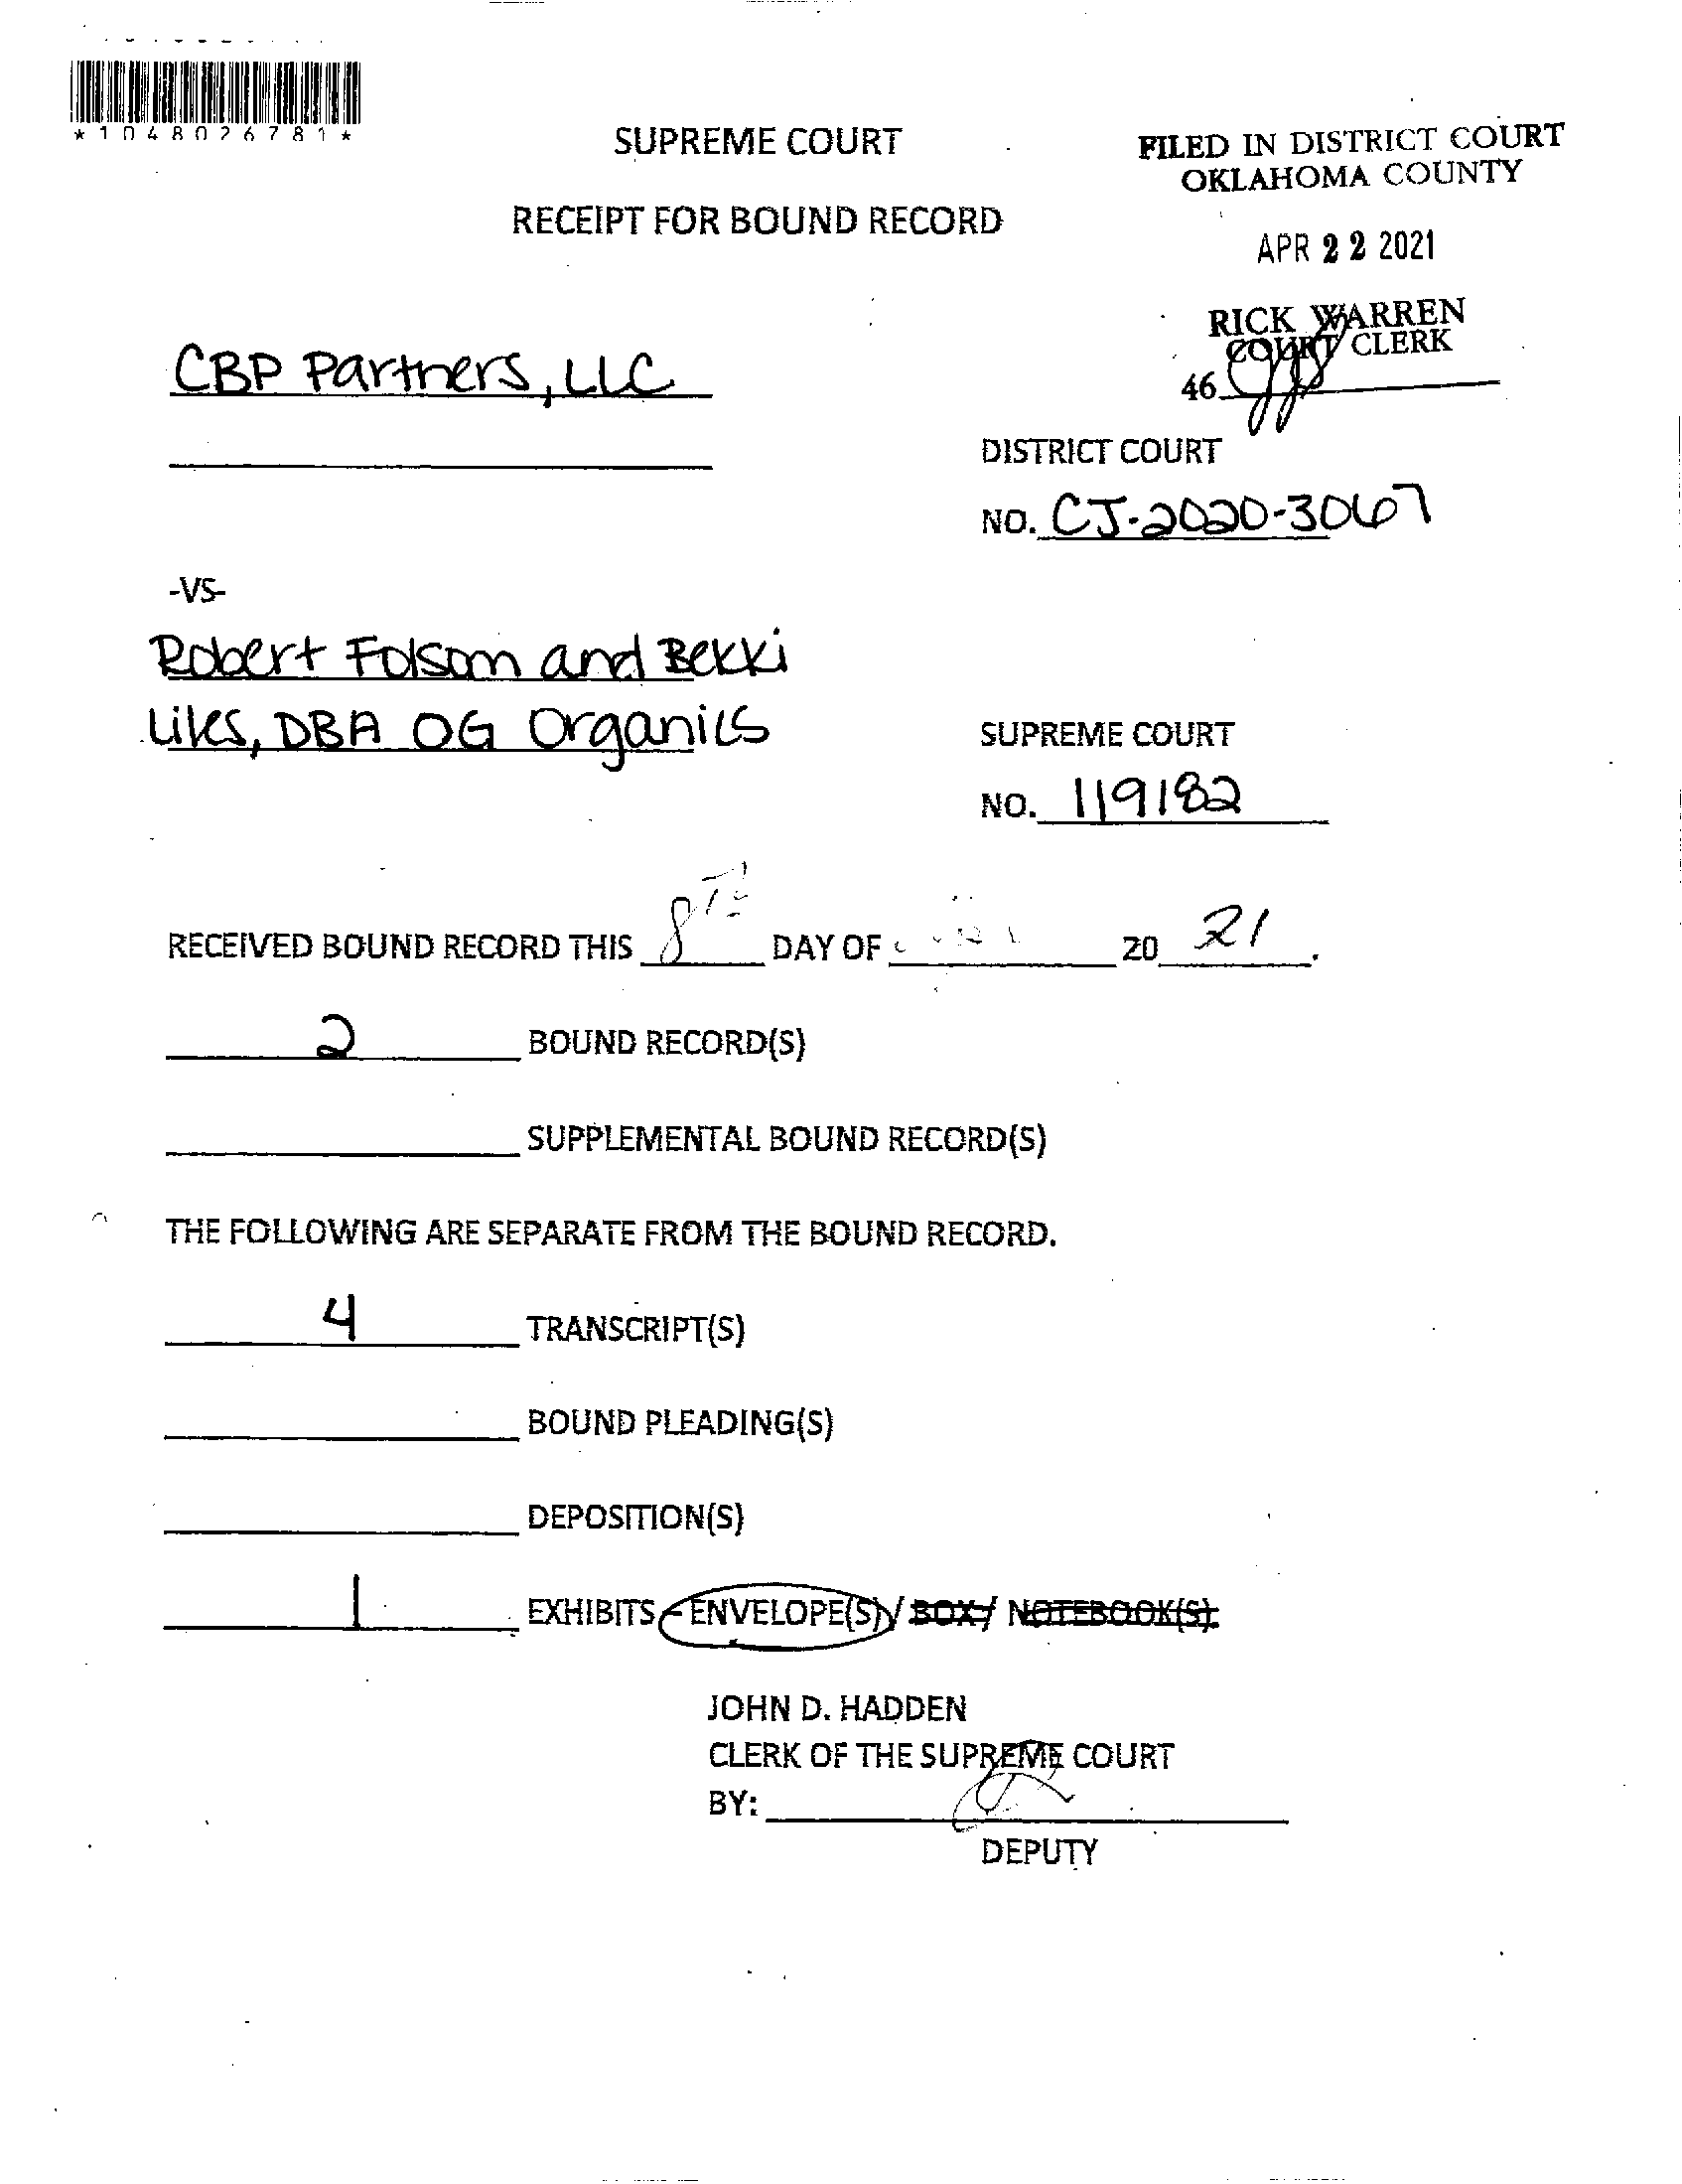 *1048026781*
SUPREME COURT
RECEIPT FOR BOUND RECORD
FILED IN DISTRICT COURT
OKLAHOMA COUNTY
APR 22 2021
RICK WARREN
COURT CLERK
46
CBP Partners, LLC
DISTRICT COURT
NO. CJ-2020-3067
-VS-
Robert Folsom and Bekki
Likes, DBA OG Organics
SUPREME COURT
NO. 119182
RECEIVED BOUND RECORD THIS 8TH DAY OF 20 21.
2 BOUND RECORD(S)
SUPPLEMENTAL BOUND RECORD(S)
THE FOLLOWING ARE SEPARATE FROM THE BOUND RECORD.
4 TRANSCRIPT(S)
BOUND PLEADING(S)
DEPOSITION(S)
1 EXHIBITS - ENVELOPE(S) / BOX / NOTEBOOK(S).
JOHN D. HADDEN
CLERK OF THE SUPREME COURT
BY:
DEPUTY